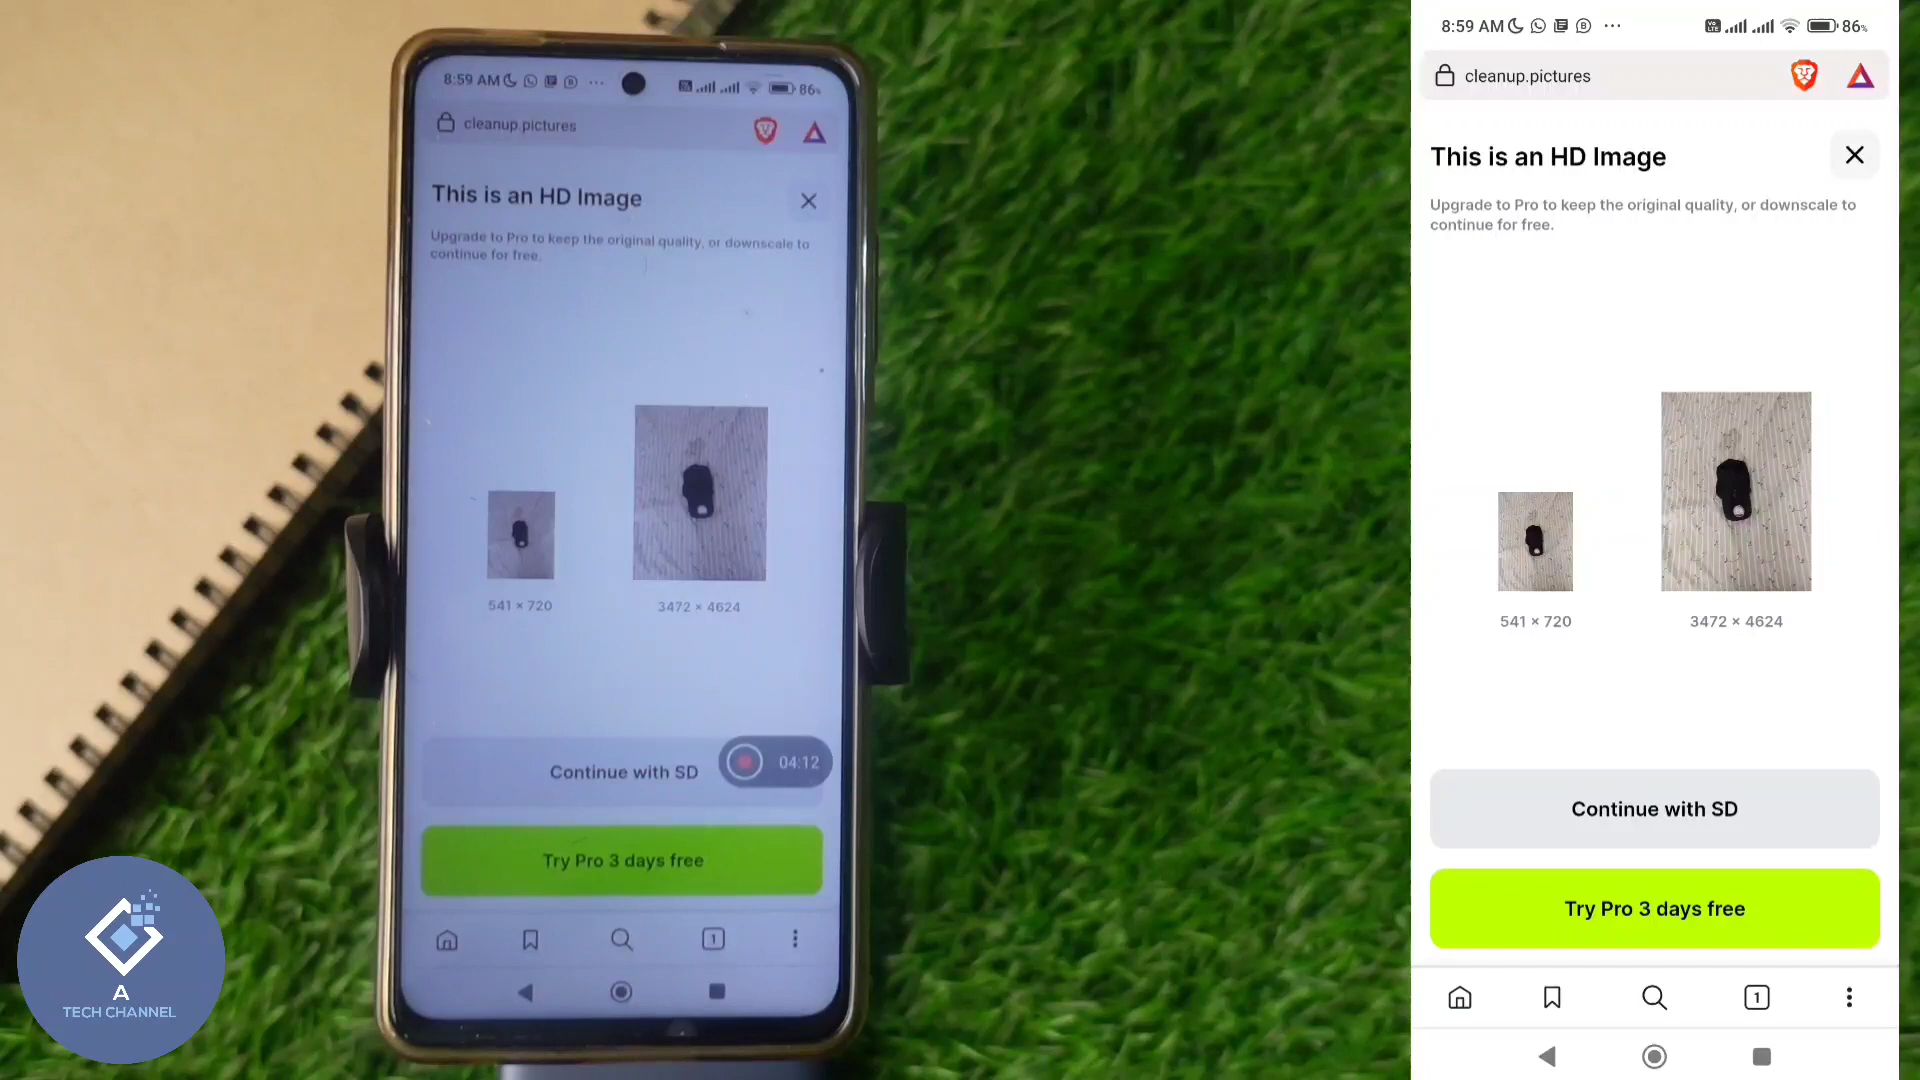 8:59 AM
86%
cleanup.pictures
This is an HD Image
Upgrade to Pro to keep the original quality, or downscale to
continue for free.
541 × 720
3472 × 4624
Continue with SD
04:12
Try Pro 3 days free
1
A
TECH CHANNEL
8:59 AM
86%
cleanup.pictures
This is an HD Image
Upgrade to Pro to keep the original quality, or downscale to
continue for free.
541 × 720
3472 × 4624
Continue with SD
Try Pro 3 days free
1